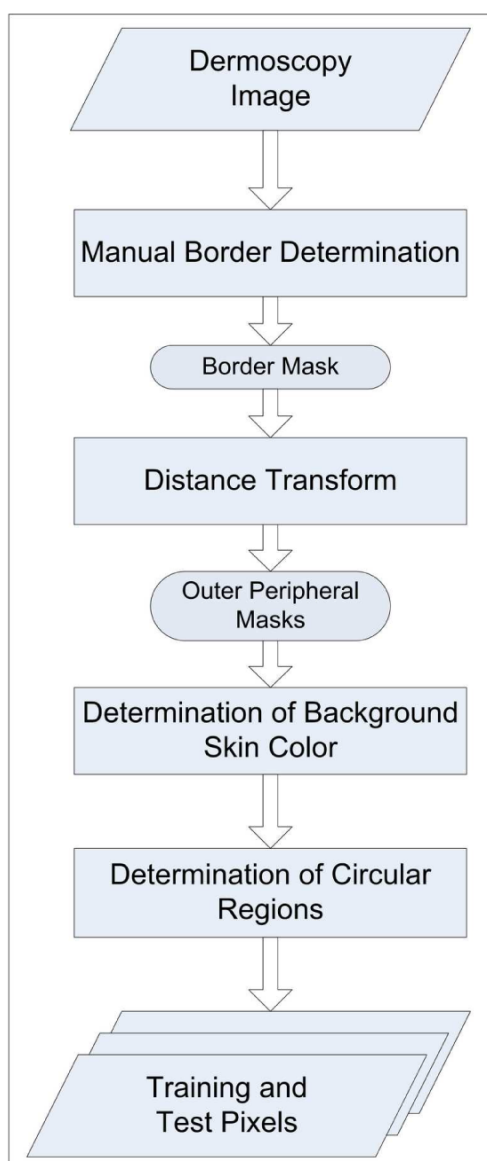 Dermoscopy
Image
Manual Border Determination
Border Mask
Distance Transform
Outer Peripheral
Masks
Determination of Background
Skin Color
Determination of Circular
Regions
Training and
Test Pixels